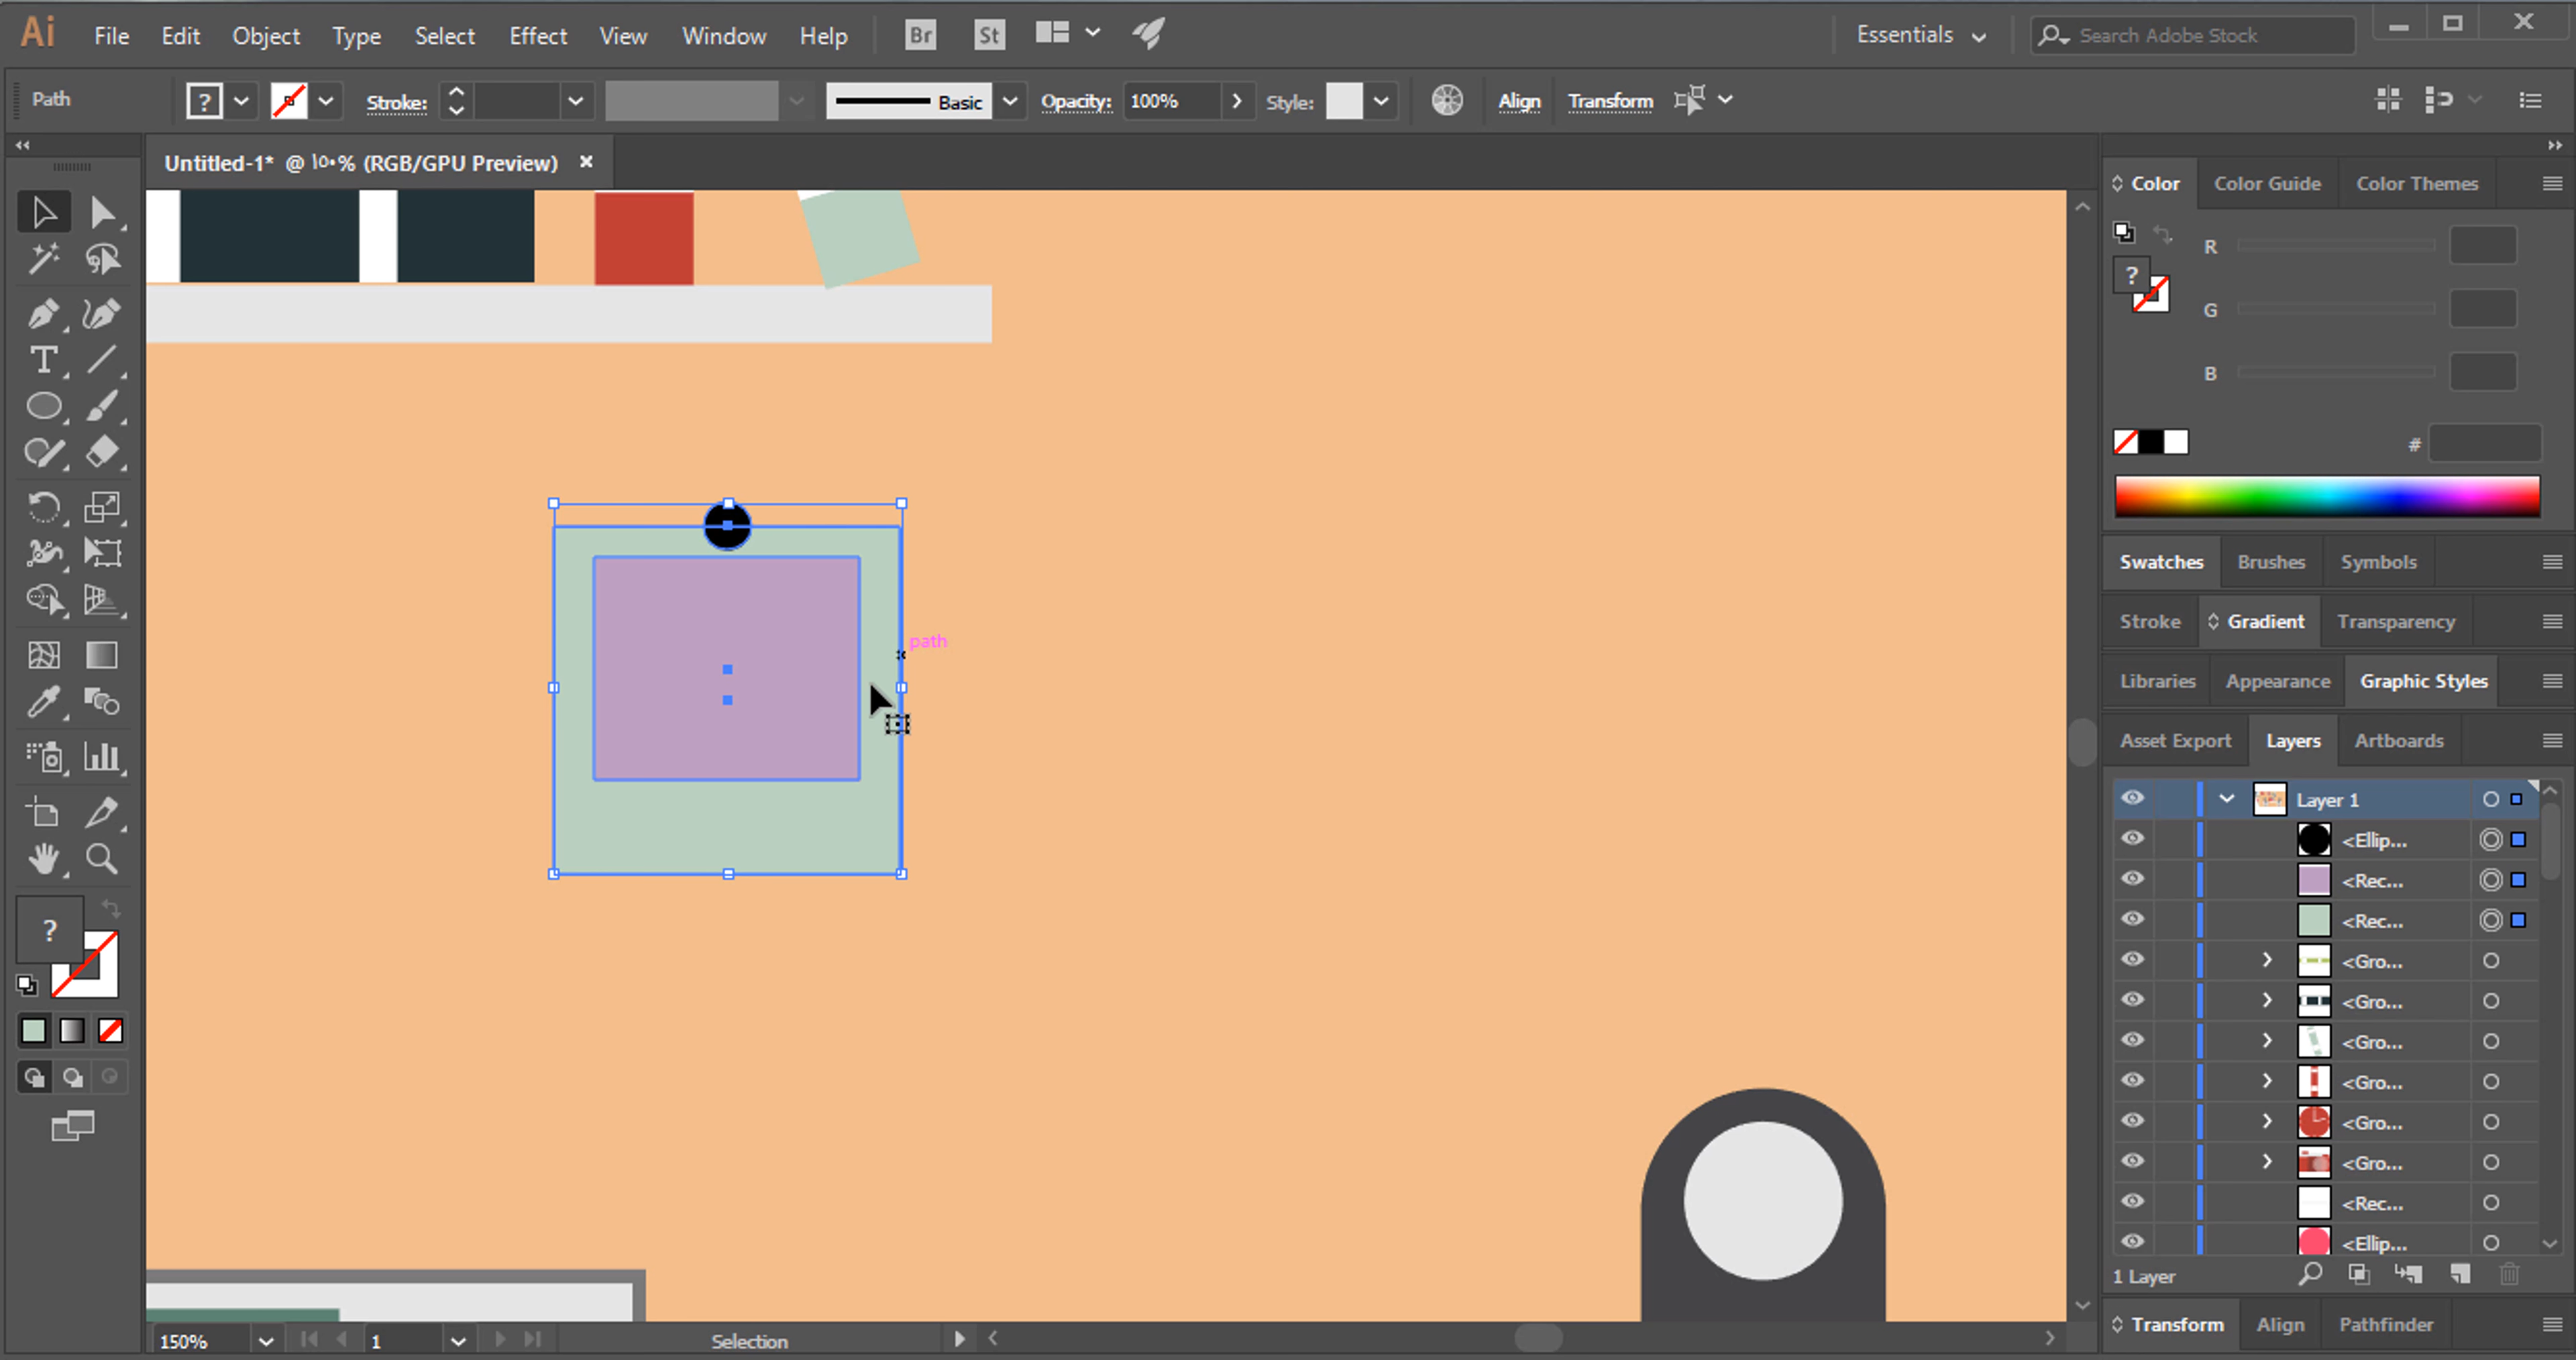 Ai File Edit Object Type Select Effect View Window Help Br St Essentials Search Adobe Stock
Path ? Stroke: Basic Opacity: 100% Style: Align Transform
Untitled-1* @ ١٥٠% (RGB/GPU Preview) ×
Color Color Guide Color Themes
R
?
G
B
#
path
Swatches Brushes Symbols
Stroke Gradient Transparency
Libraries Appearance Graphic Styles
Asset Export Layers Artboards
Layer 1
<Ellip...
<Rec...
<Rec...
?
<Gro...
<Gro...
<Gro...
<Gro...
<Gro...
<Gro...
<Rec...
<Ellip...
1 Layer
150% 1 Selection
Transform Align Pathfinder